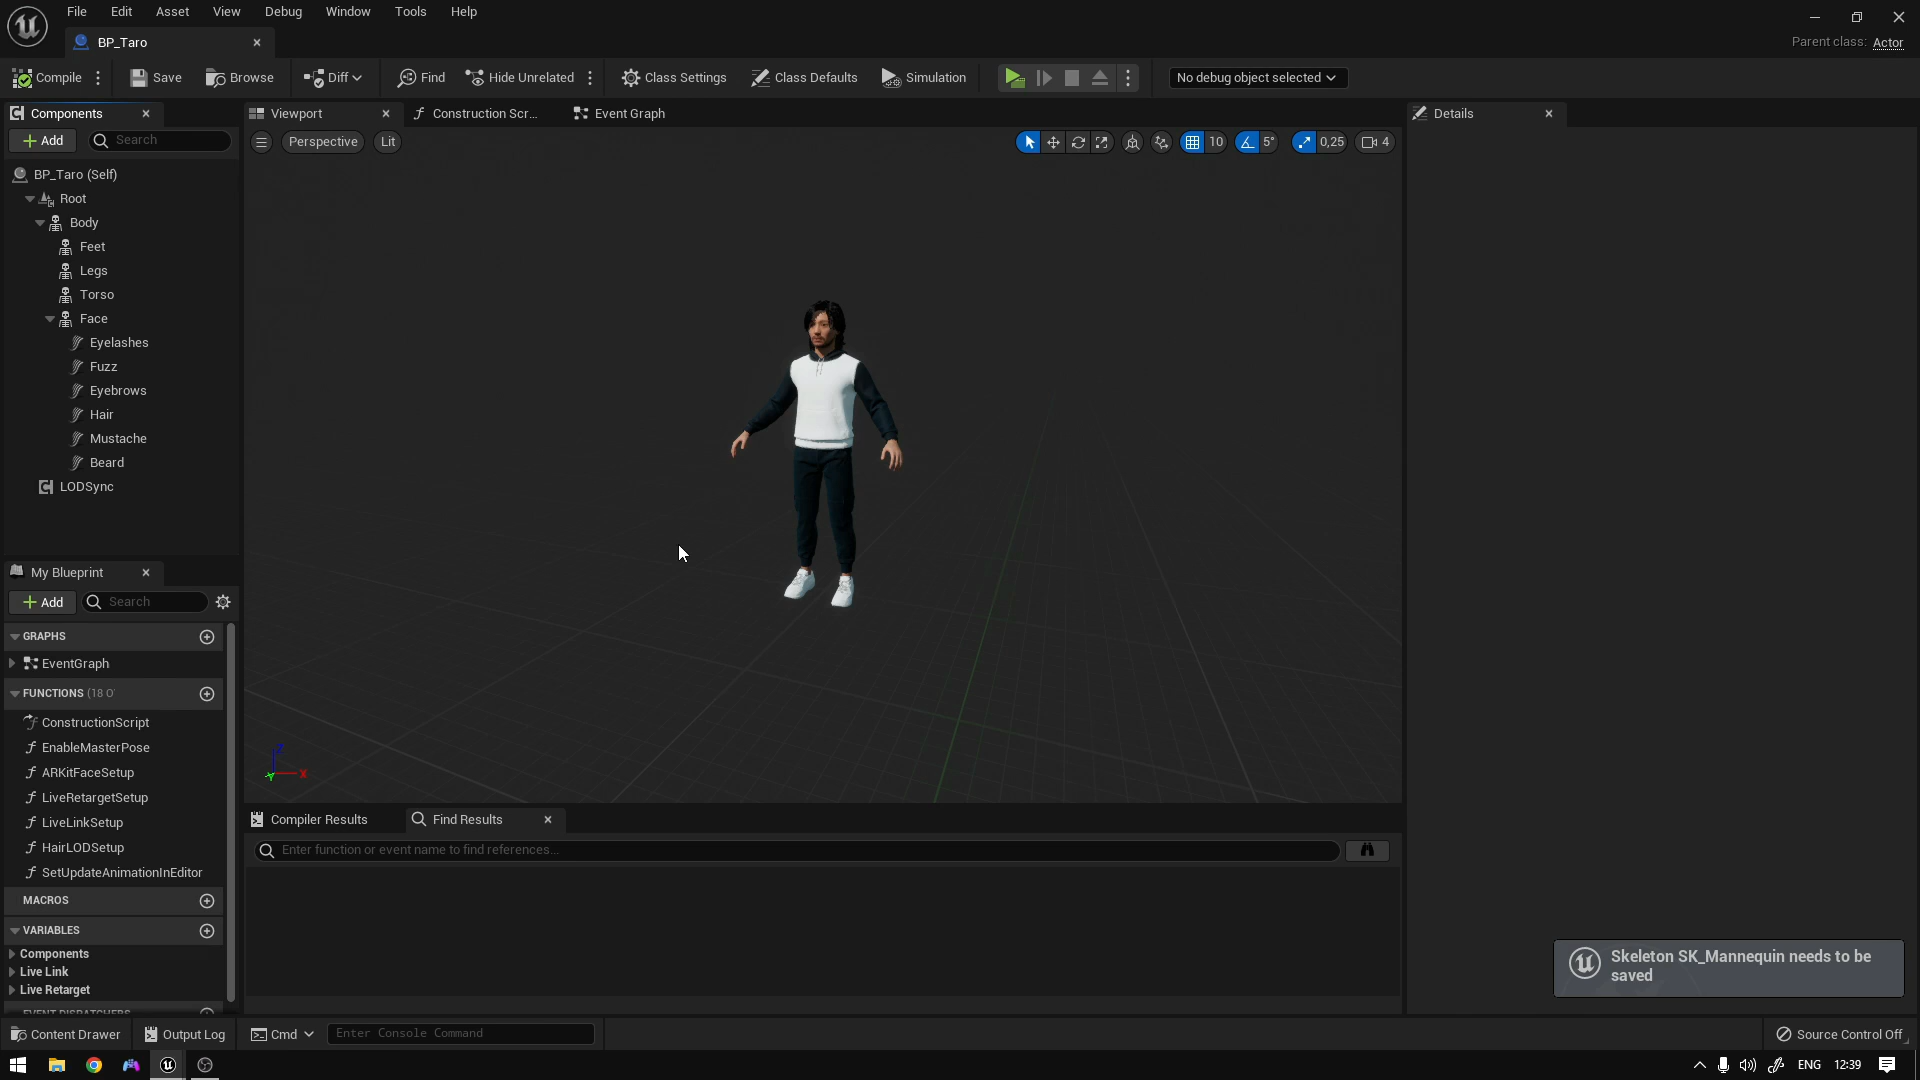 File Edit Asset View Debug Window Tools Help
BP_Taro
Parent class: Actor
Compile Save Browse Diff Find Hide Unrelated Class Settings Class Defaults Simulation No debug object selected
Components
Viewport Construction Scr... Event Graph
Details
Add Search
Perspective Lit
10 5° 0,25 4
BP_Taro (Self)
Root
Body
Feet
Legs
Torso
Face
Eyelashes
Fuzz
Eyebrows
Hair
Mustache
Beard
LODSync
My Blueprint
Add Search
GRAPHS
EventGraph
FUNCTIONS (18 O
ConstructionScript
EnableMasterPose
ARKitFaceSetup
LiveRetargetSetup
LiveLinkSetup
HairLODSetup
SetUpdateAnimationInEditor
MACROS
VARIABLES
Components
Live Link
Live Retarget
EVENT DISPATCHERS
Z
X
Y
Compiler Results Find Results
Enter function or event name to find references...
Skeleton SK_Mannequin needs to be
saved
Content Drawer Output Log Cmd Enter Console Command
Source Control Off
ENG 12:39